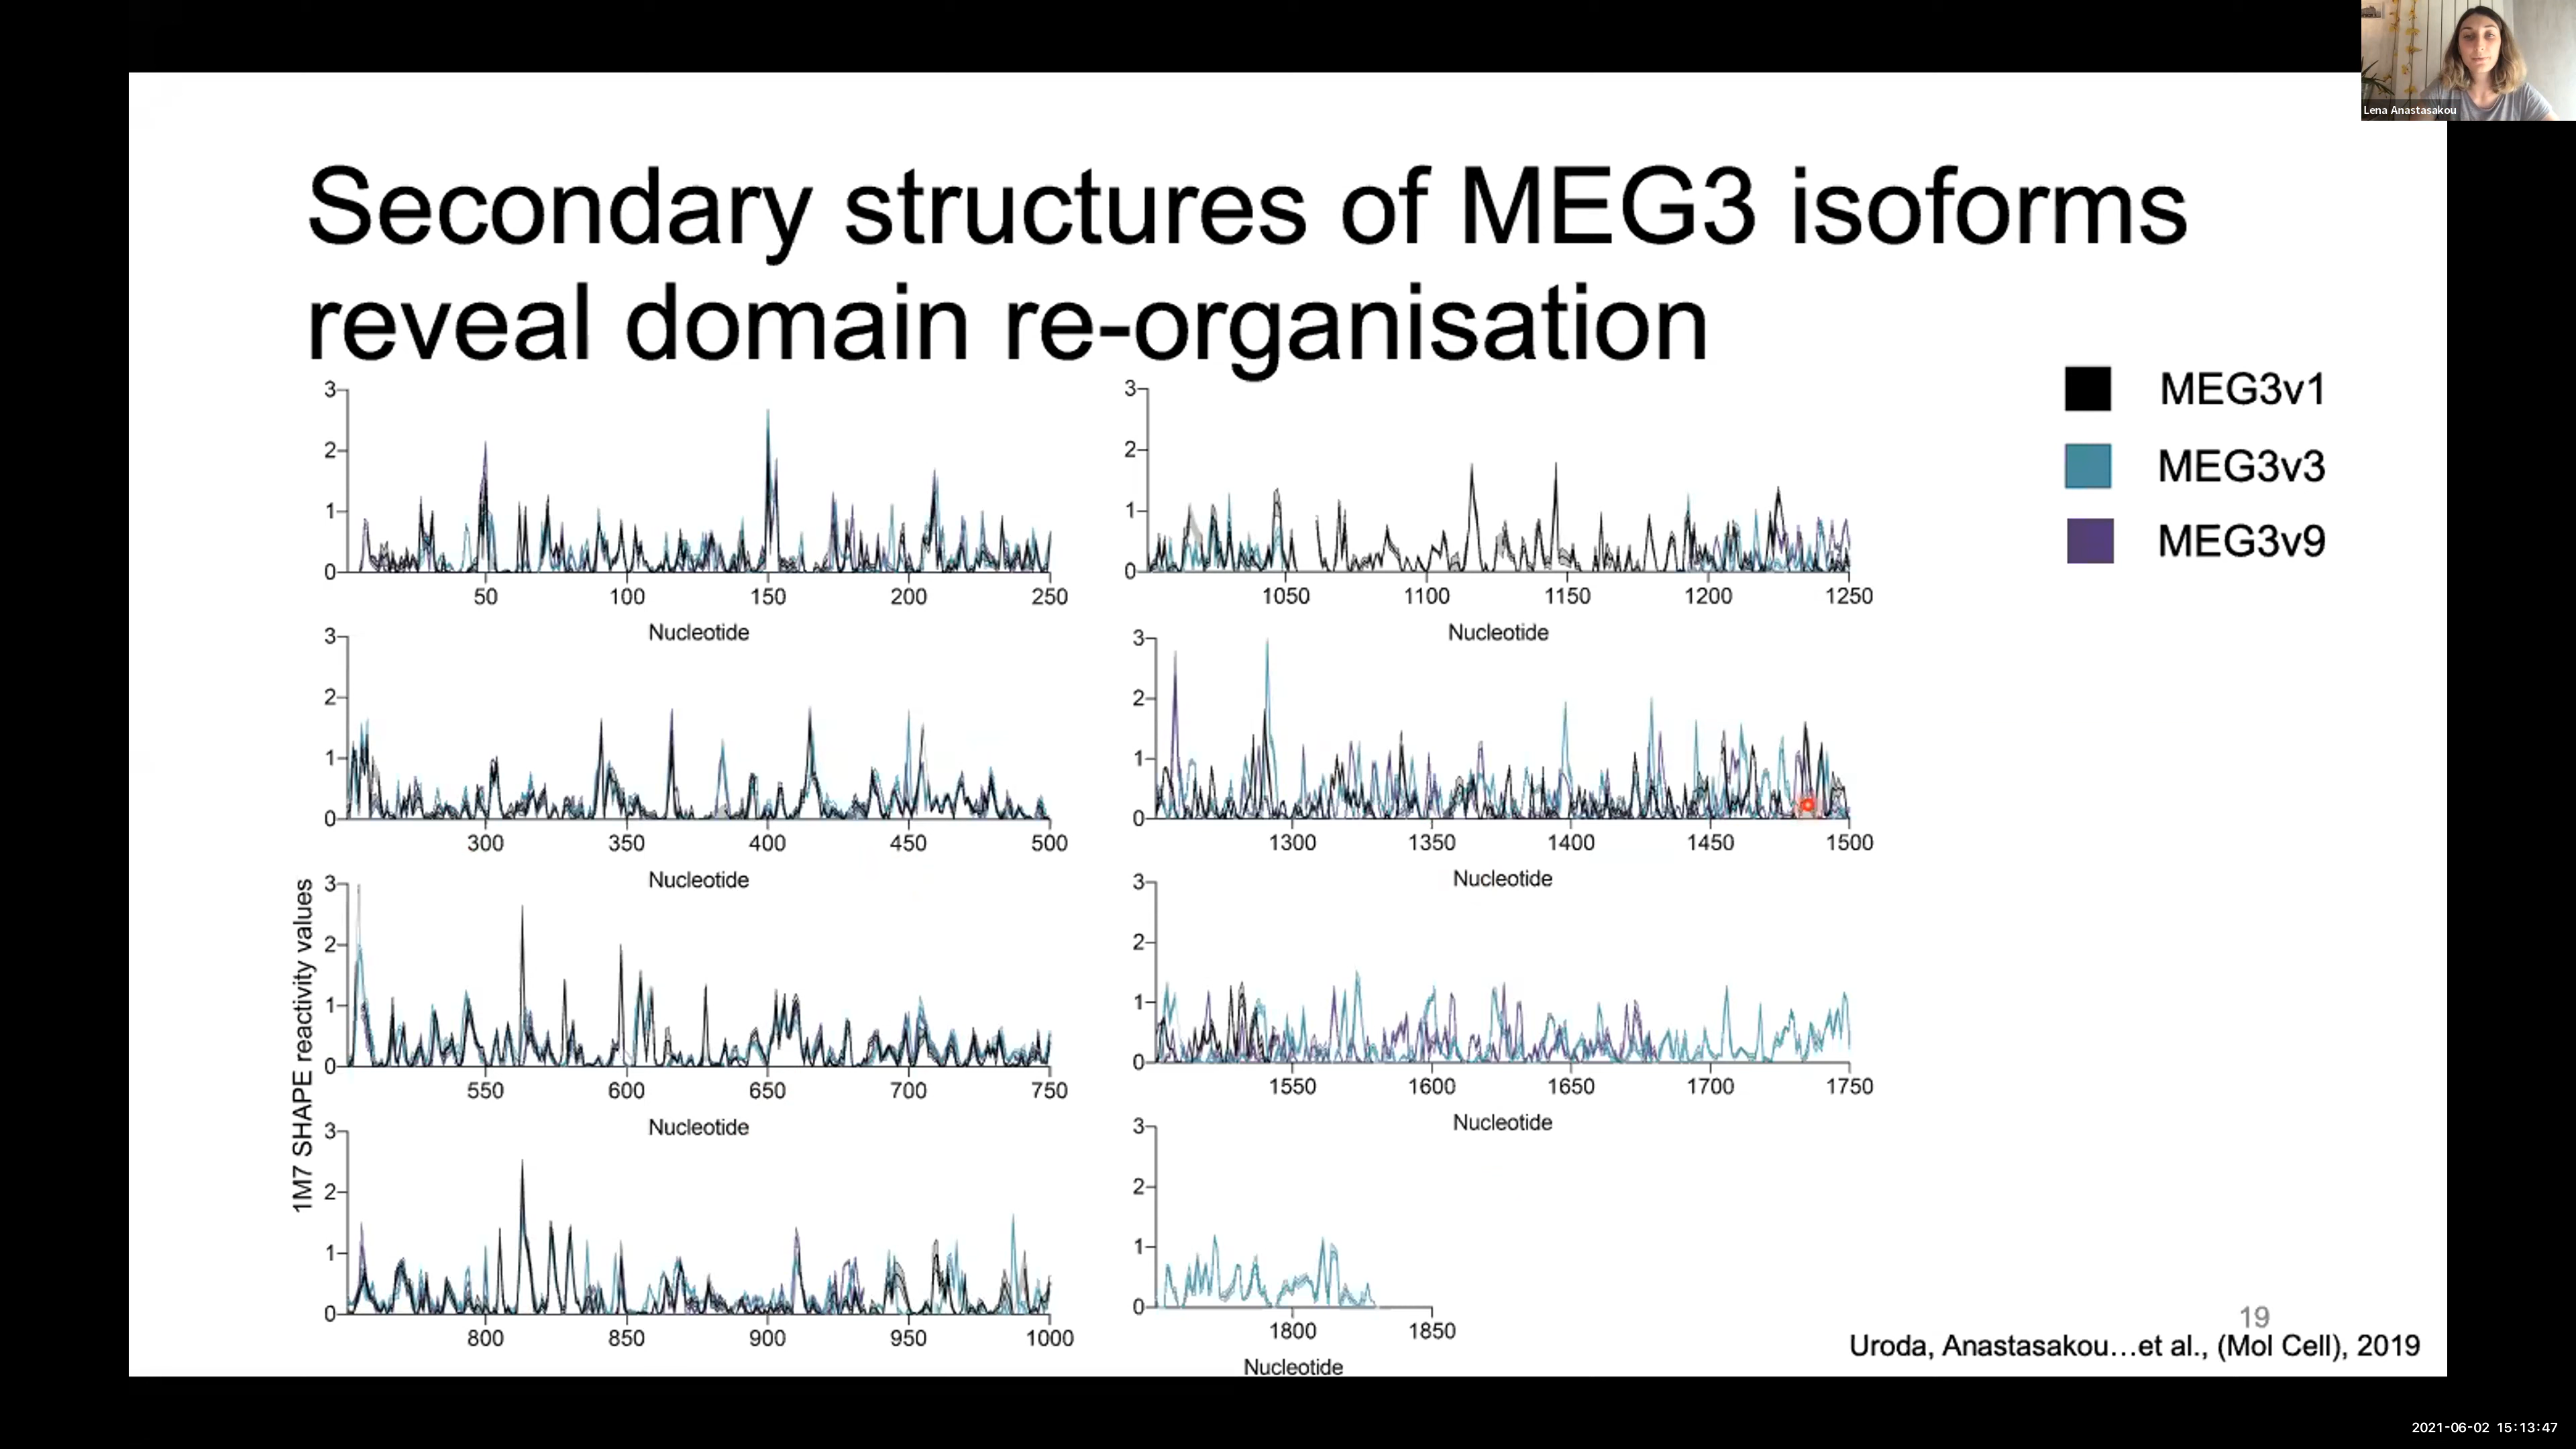 Lena Anastasakou
Secondary structures of MEG3 isoforms
reveal domain re-organisation
MEG3v1
MEG3v3
MEG3v9
1M7 SHAPE reactivity values
3
2
1
0
50 100 150 200 250
Nucleotide
3
2
1
0
300 350 400 450 500
Nucleotide
3
2
1
0
550 600 650 700 750
Nucleotide
3
2
1
0
800 850 900 950 1000
3
2
1
0
1050 1100 1150 1200 1250
Nucleotide
3
2
1
0
1300 1350 1400 1450 1500
Nucleotide
3
2
1
0
1550 1600 1650 1700 1750
Nucleotide
3
2
1
0
1800 1850
Nucleotide
19
Uroda, Anastasakou...et al., (Mol Cell), 2019
2021-06-02 15:13:47